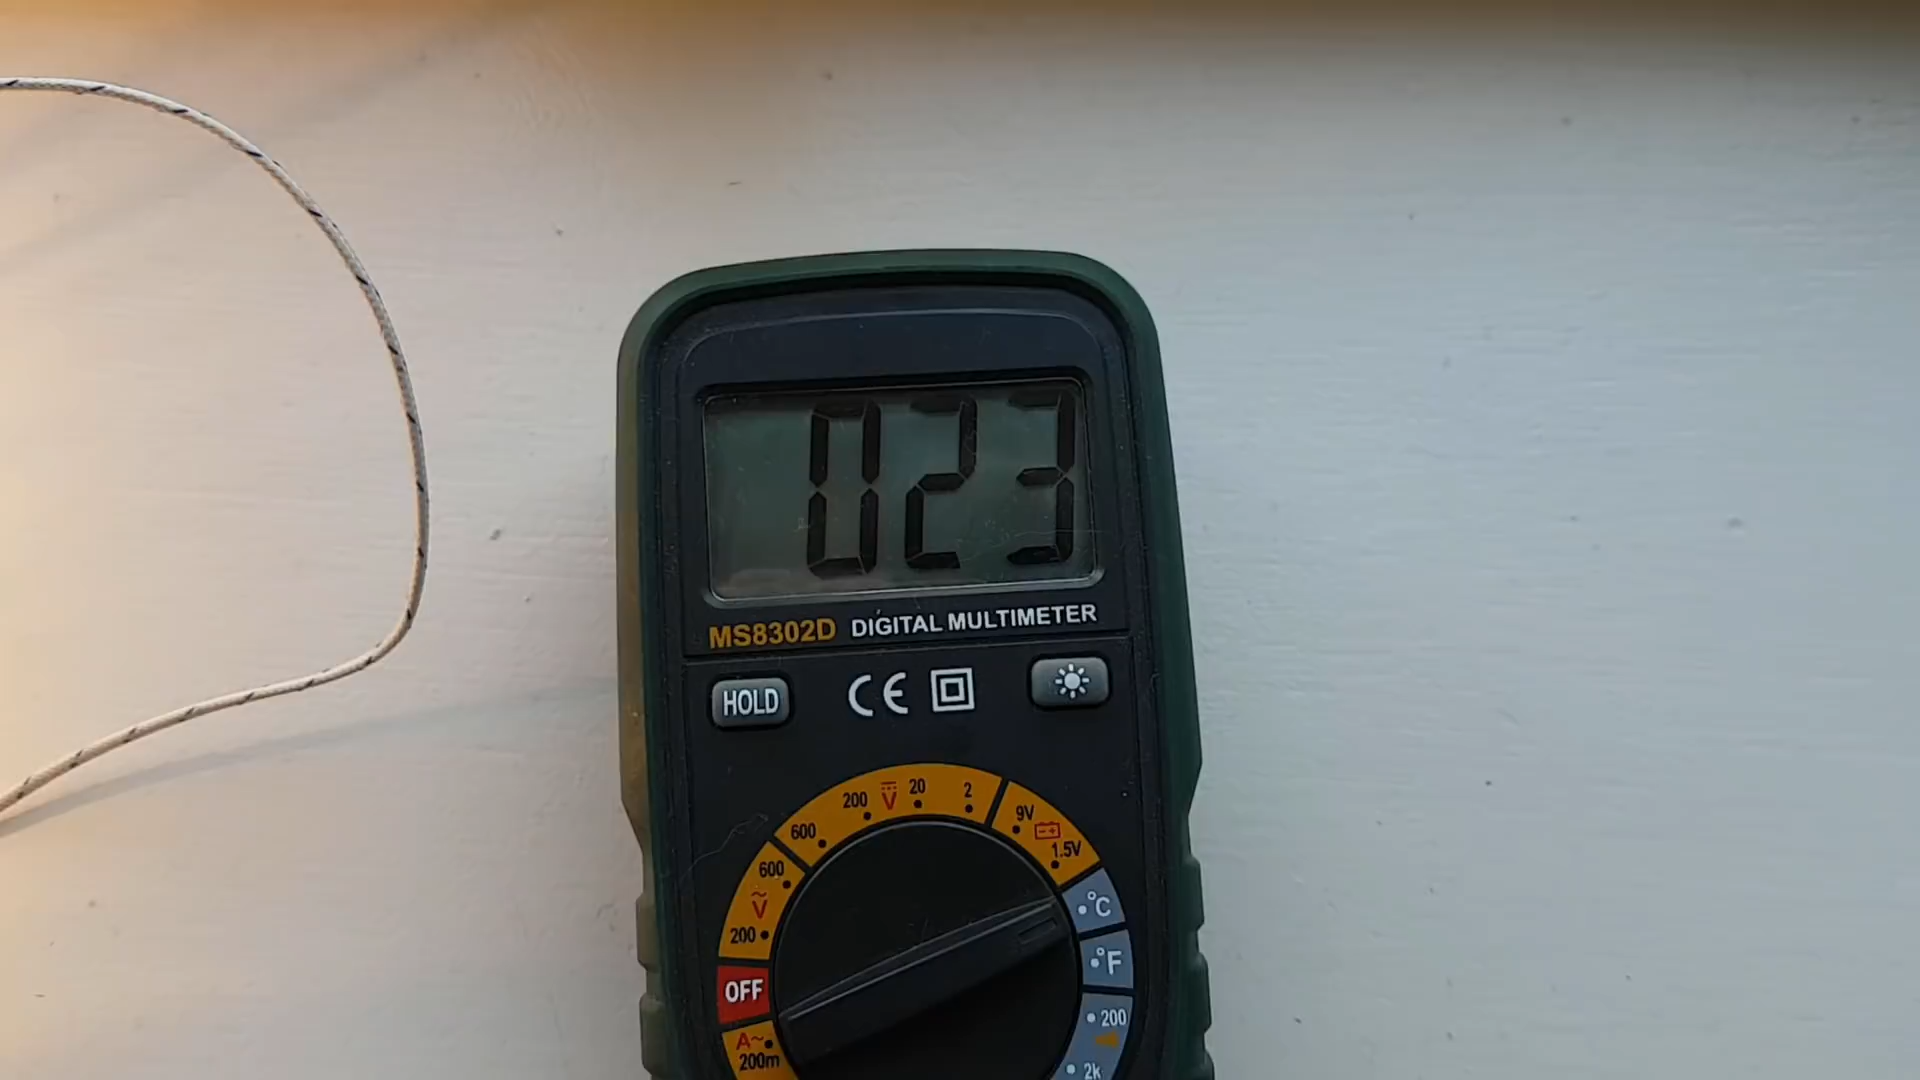 023
MS8302D DIGITAL MULTIMETER
HOLD CE
600 200 V 20 2
9V
1.5V
600
V
200
OFF
A~
200m
°C
°F
200
2k